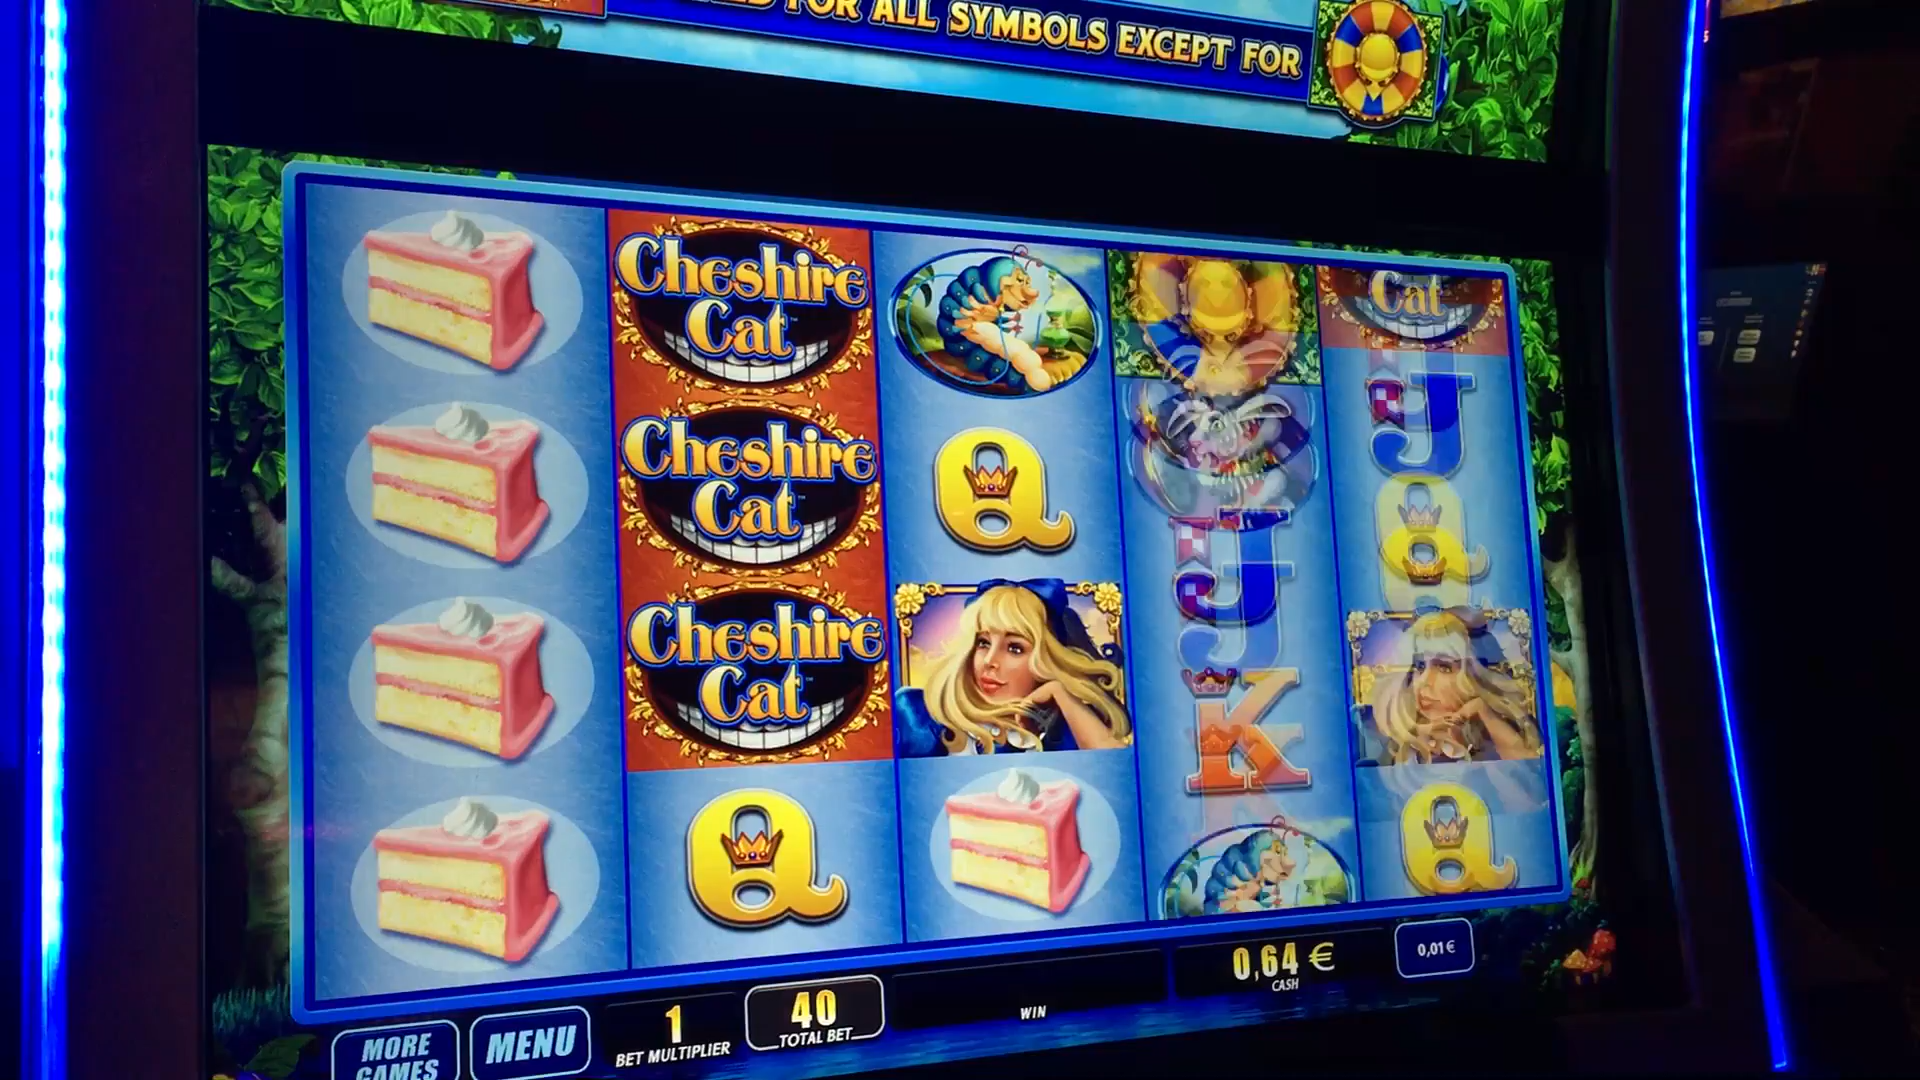 FOR ALL SYMBOLS EXCEPT FOR
Cheshire
Cat
Cat
J
Cheshire
Cat
Q
Q
Cheshire
Cat
J
K
Q
Q
0,64 €
CASH
0,01€
WIN
40
TOTAL BET
1
BET MULTIPLIER
MENU
MORE
GAMES